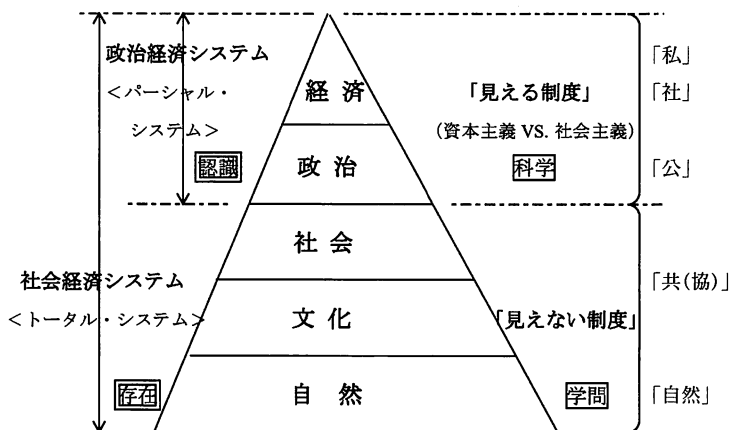 政治経済システム
＜パーシャル・
システム＞
認識
経 済
政 治
社 会
文 化
自 然
社会経済システム
＜トータル・システム＞
存在
「見える制度」
（資本主義 VS. 社会主義）
科学
「見えない制度」
学問
「私」
「社」
「公」
「共(協)」
「自然」